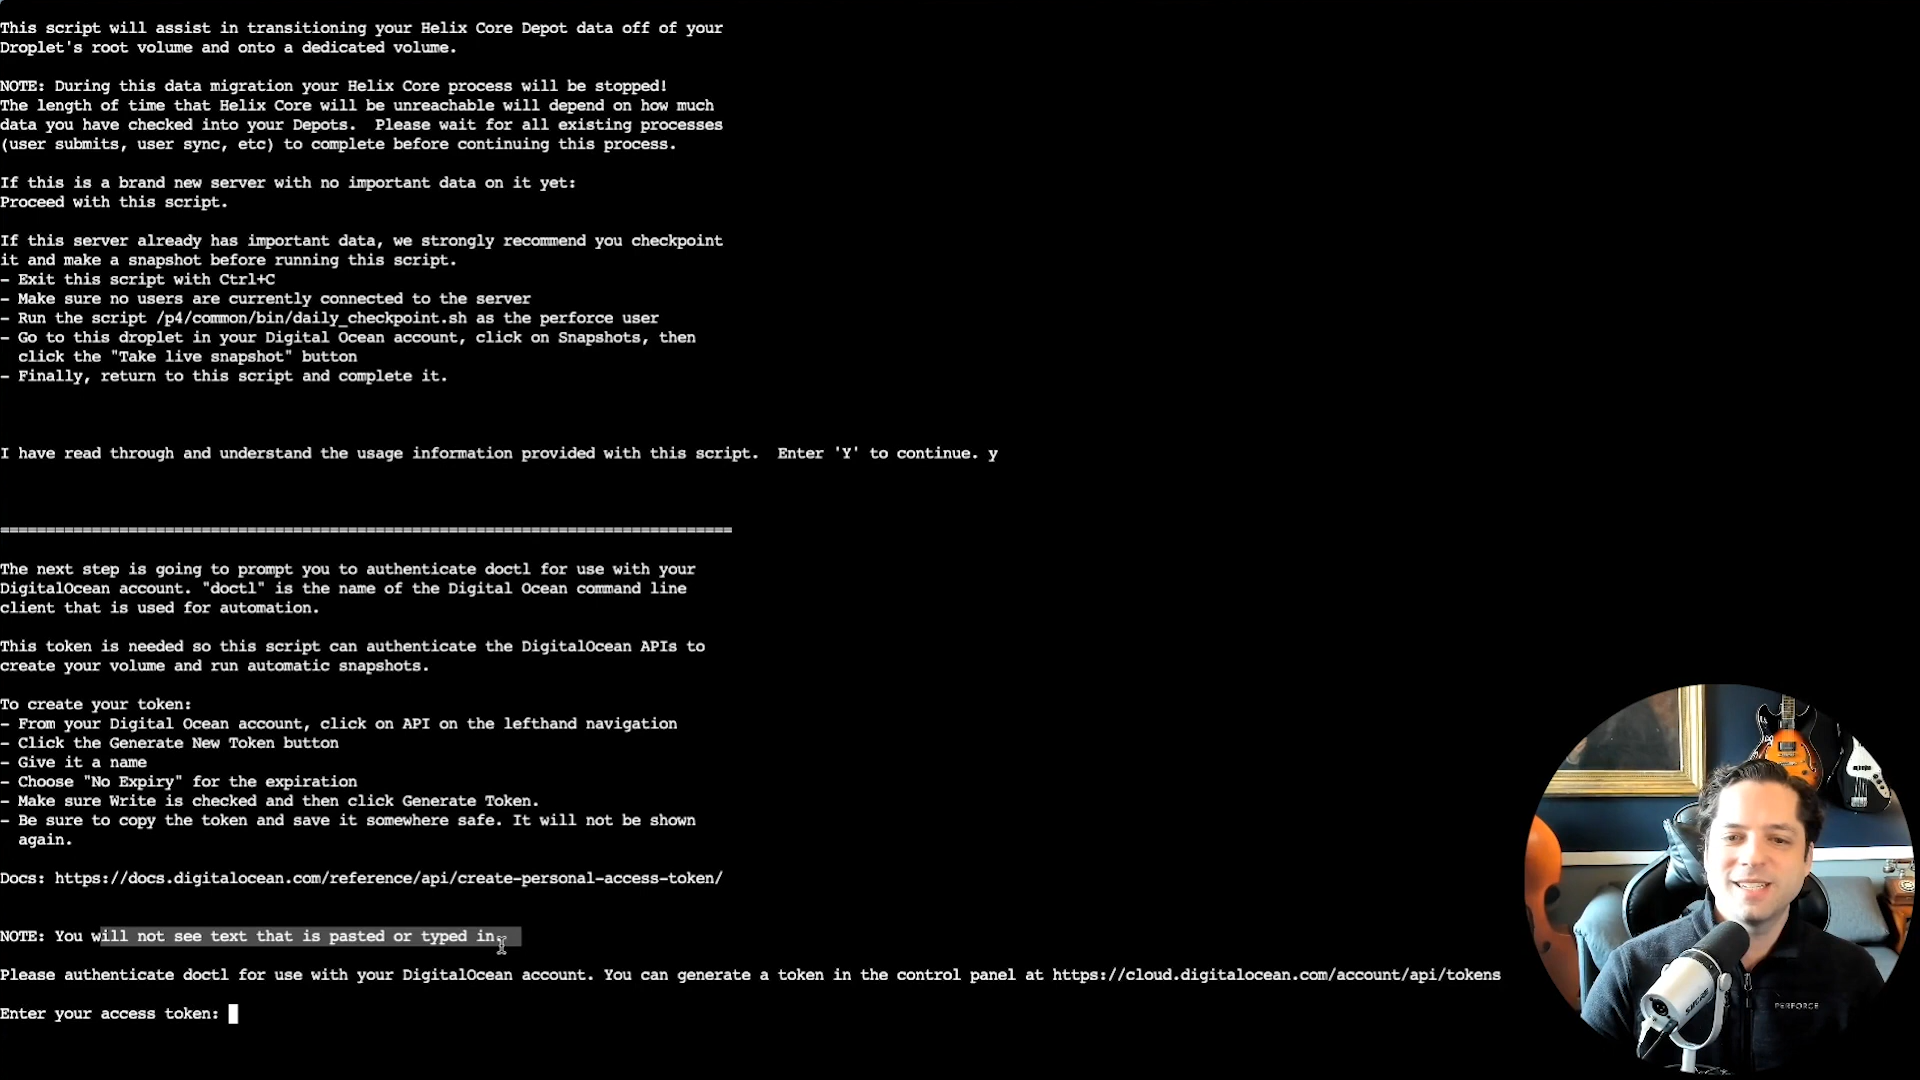 This script will assist in transitioning your Helix Core Depot data off of your
Droplet's root volume and onto a dedicated volume.
NOTE: During this data migration your Helix Core process will be stopped!
The length of time that Helix Core will be unreachable will depend on how much
data you have checked into your Depots.  Please wait for all existing processes
(user submits, user sync, etc) to complete before continuing this process.
If this is a brand new server with no important data on it yet:
Proceed with this script.
If this server already has important data, we strongly recommend you checkpoint
it and make a snapshot before running this script.
- Exit this script with Ctrl+C
- Make sure no users are currently connected to the server
- Run the script /p4/common/bin/daily_checkpoint.sh as the perforce user
- Go to this droplet in your Digital Ocean account, click on Snapshots, then
click the "Take live snapshot" button
- Finally, return to this script and complete it.
I have read through and understand the usage information provided with this script.  Enter 'Y' to continue. y
================================================================================
The next step is going to prompt you to authenticate doctl for use with your
DigitalOcean account. "doctl" is the name of the Digital Ocean command line
client that is used for automation.
This token is needed so this script can authenticate the DigitalOcean APIs to
create your volume and run automatic snapshots.
To create your token:
- From your Digital Ocean account, click on API on the lefthand navigation
- Click the Generate New Token button
- Give it a name
- Choose "No Expiry" for the expiration
- Make sure Write is checked and then click Generate Token.
- Be sure to copy the token and save it somewhere safe. It will not be shown
again.
Docs: https://docs.digitalocean.com/reference/api/create-personal-access-token/
NOTE: You will not see text that is pasted or typed in.
Please authenticate doctl for use with your DigitalOcean account. You can generate a token in the control panel at https://cloud.digitalocean.com/account/api/tokens
Enter your access token:
PERFORCE